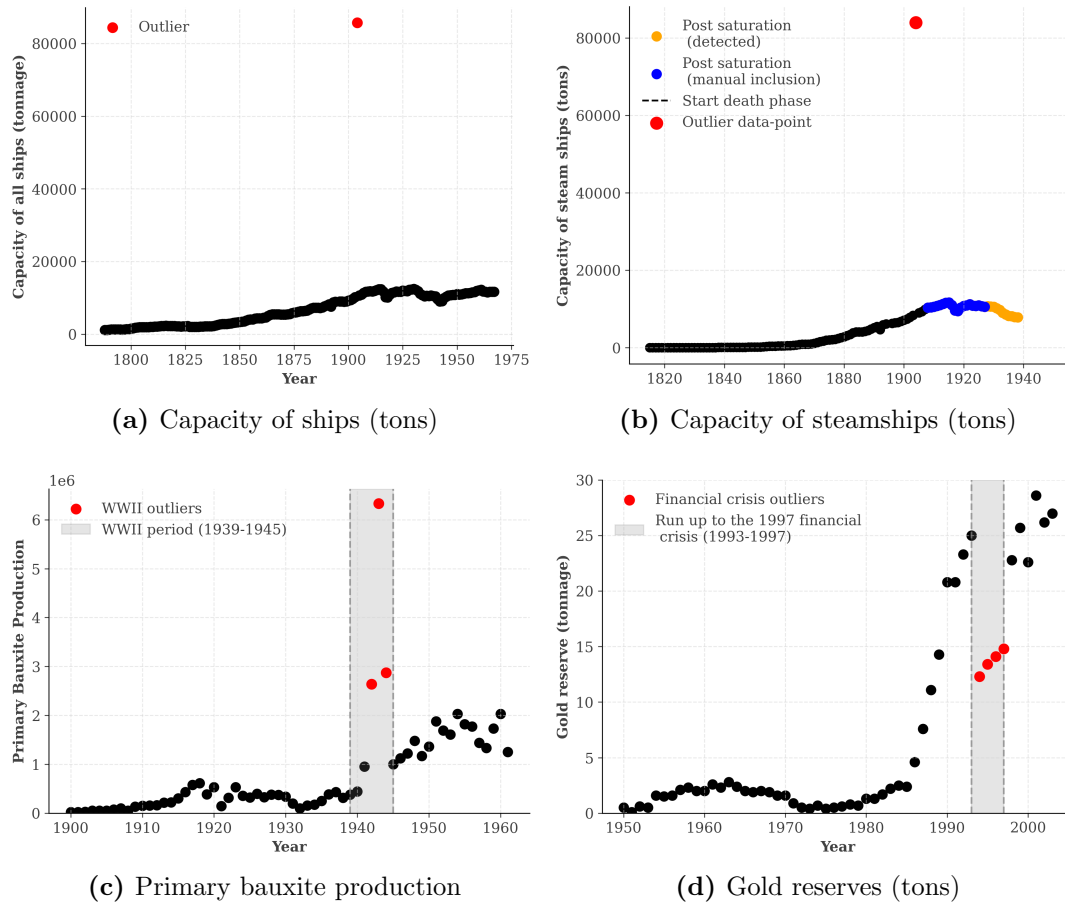 Capacity of all ships (tonnage)
80000
60000
40000
20000
0
Outlier
1800
1825
1850
1875
1900
1925
1950
1975
Year
(a) Capacity of ships (tons)
Capacity of steam ships (tons)
80000
60000
40000
20000
0
Post saturation
(detected)
Post saturation
(manual inclusion)
Start death phase
Outlier data-point
1820
1840
1860
1880
1900
1920
1940
Year
(b) Capacity of steamships (tons)
1e6
Primary Bauxite Production
6
5
4
3
2
1
0
WWII outliers
WWII period (1939-1945)
1900
1910
1920
1930
1940
1950
1960
Year
(c) Primary bauxite production
Gold reserve (tonnage)
30
25
20
15
10
5
0
Financial crisis outliers
Run up to the 1997 financial
crisis (1993-1997)
1950
1960
1970
1980
1990
2000
Year
(d) Gold reserves (tons)